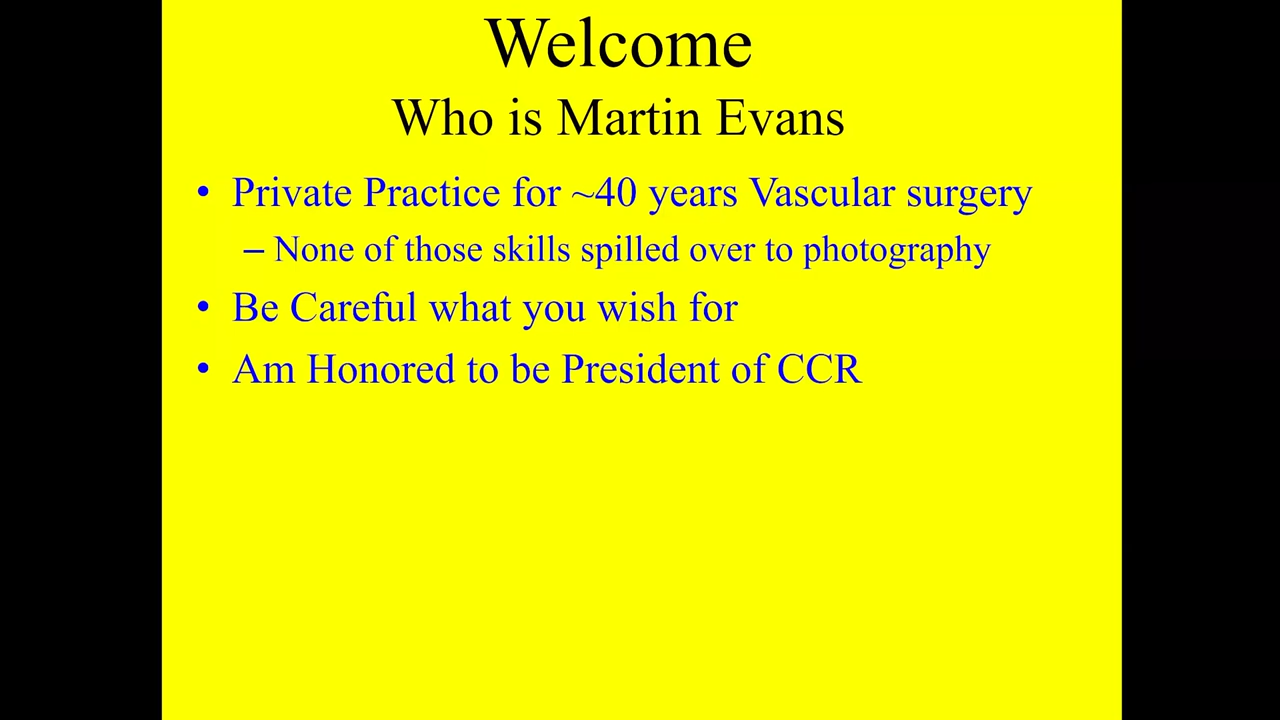 Welcome
Who is Martin Evans
• Private Practice for ~40 years Vascular surgery
– None of those skills spilled over to photography
• Be Careful what you wish for
• Am Honored to be President of CCR